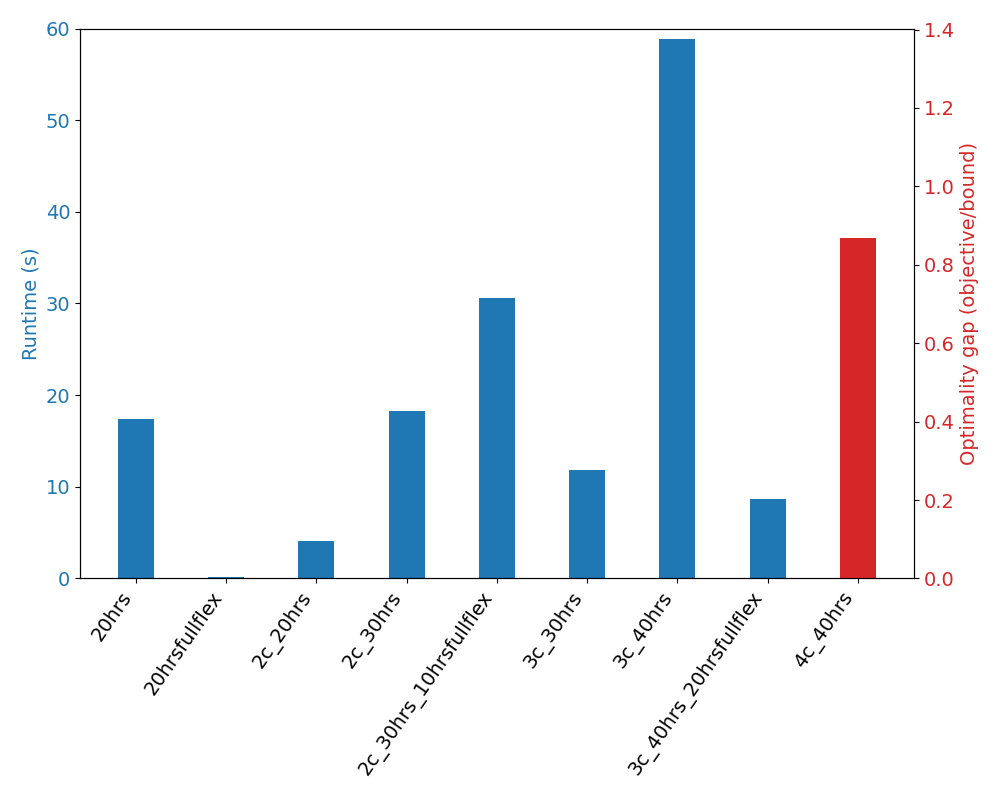 60
50
40
30
20
10
0
Runtime (s)
1.4
1.2
1.0
0.8
0.6
0.4
0.2
0.0
Optimality gap (objective/bound)
20hrs
20hrsfullflex
2c_20hrs
2c_30hrs
2c_30hrs_10hrsfullflex
3c_30hrs
3c_40hrs
3c_40hrs_20hrsfullflex
4c_40hrs